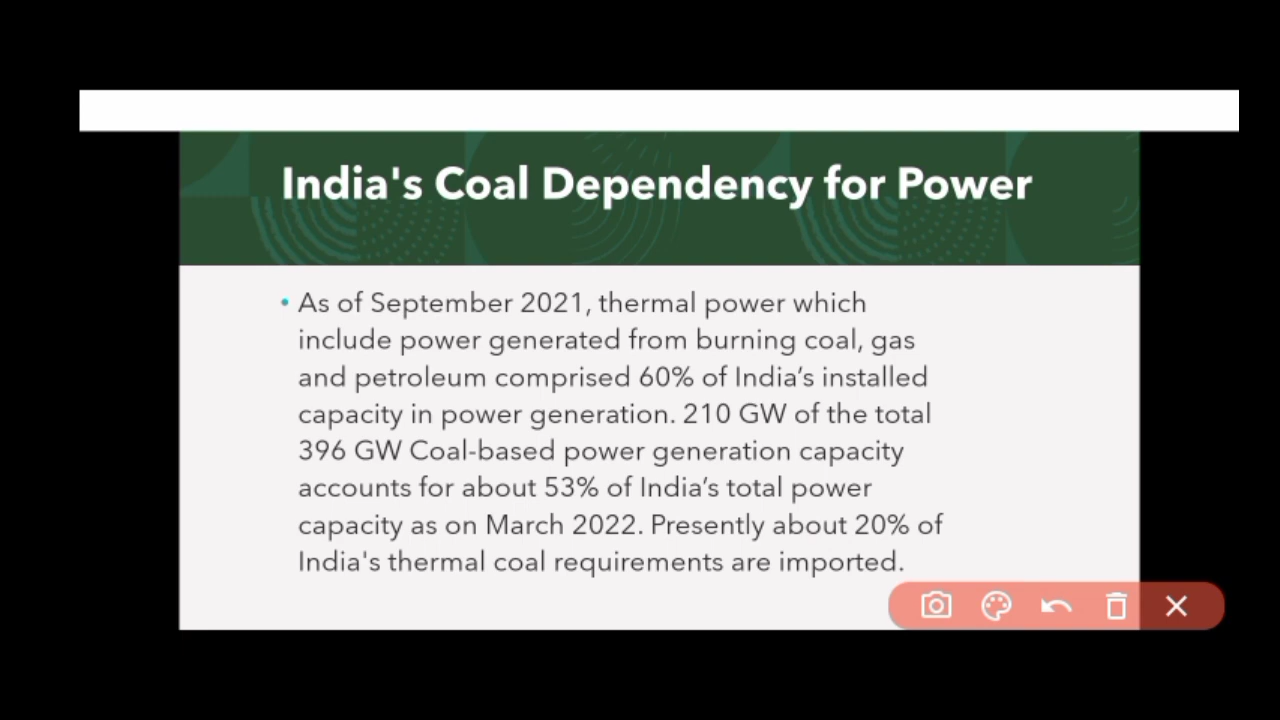 India's Coal Dependency for Power
• As of September 2021, thermal power which
include power generated from burning coal, gas
and petroleum comprised 60% of India’s installed
capacity in power generation. 210 GW of the total
396 GW Coal-based power generation capacity
accounts for about 53% of India’s total power
capacity as on March 2022. Presently about 20% of
India's thermal coal requirements are imported.